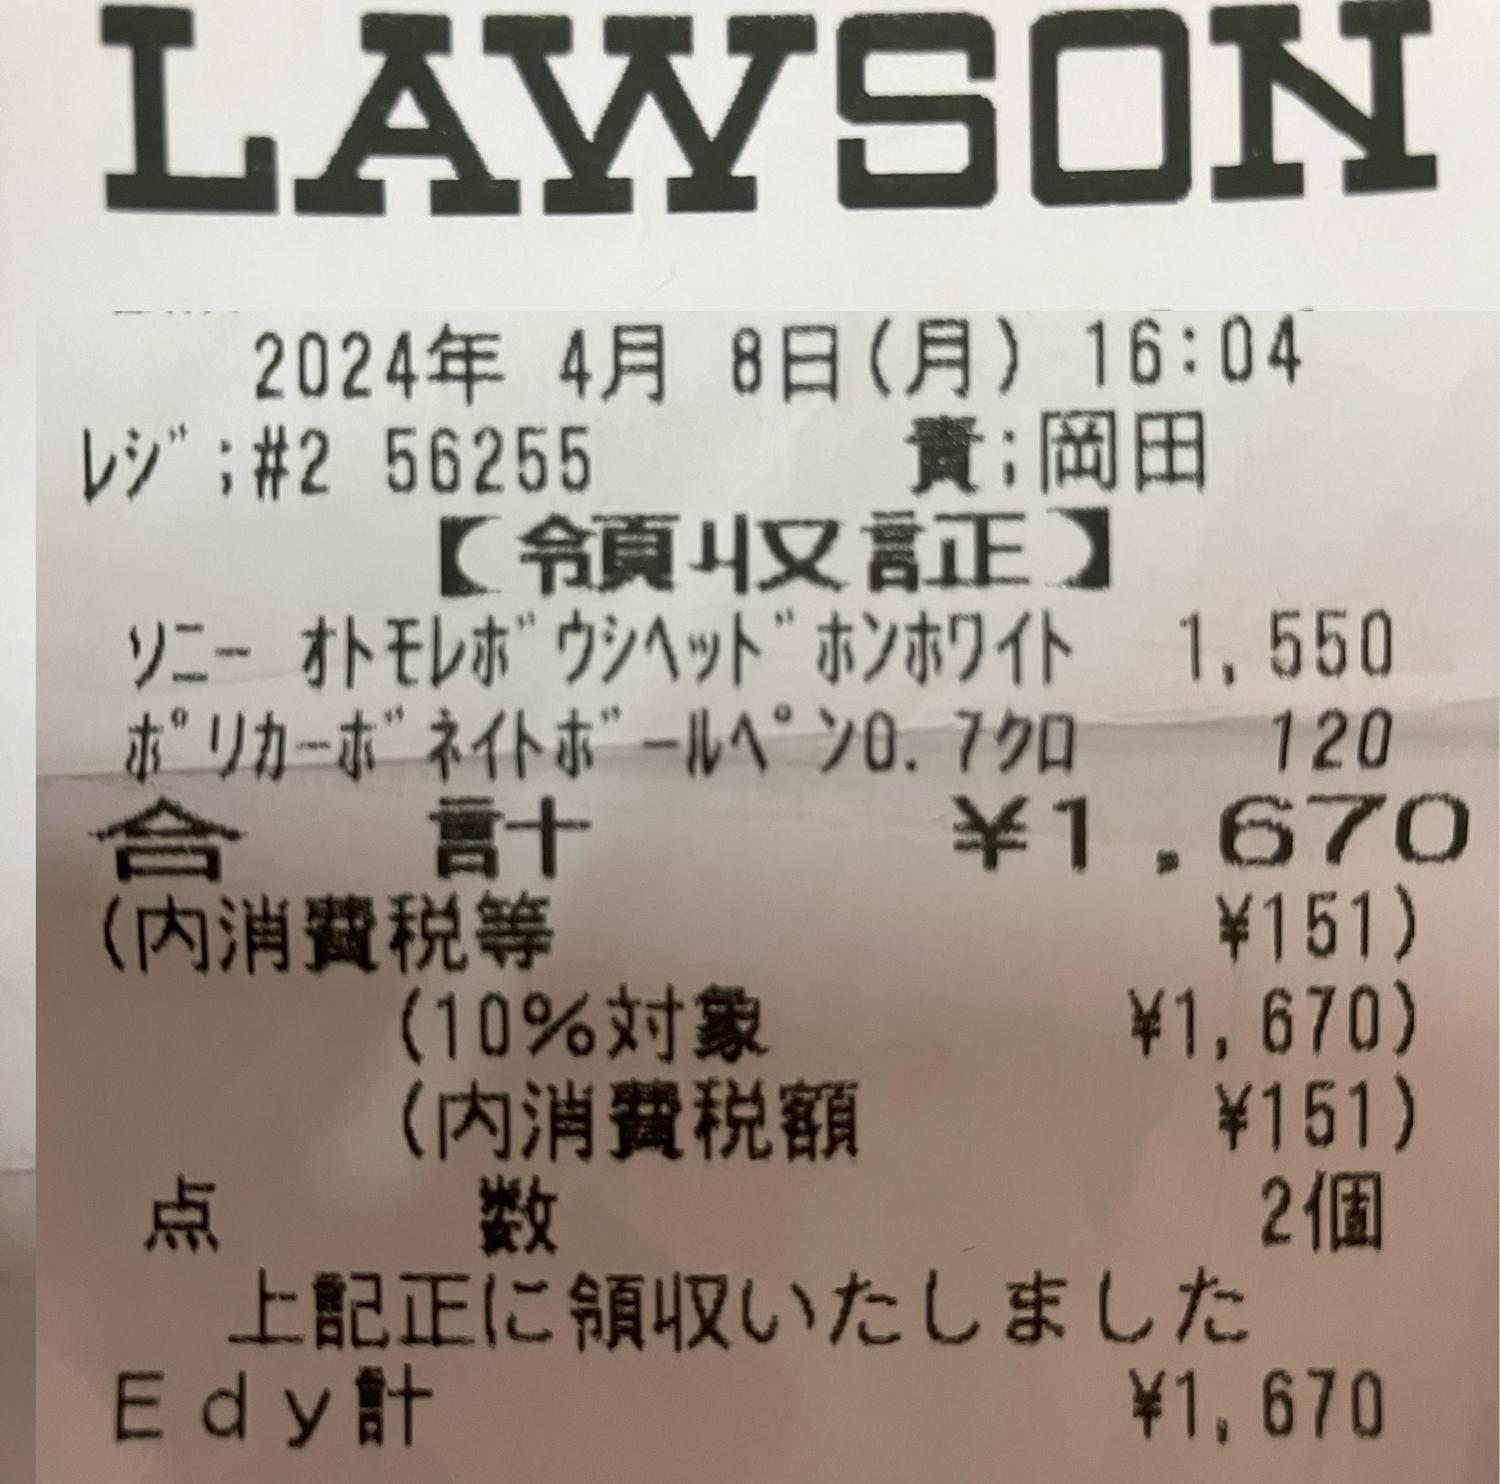 LAWSON
2024年 4月 8日(月) 16:04
ﾚｼﾞ;#2 56255 責;岡田
【領収証】
ｿﾆｰ ｵﾄﾓﾚﾎﾞｳｼﾍｯﾄﾞﾎﾝﾎﾜｲﾄ 1,550
ﾎﾟﾘｶｰﾎﾞﾈｲﾄﾎﾞｰﾙﾍﾟﾝ0.7ｸﾛ 120
合 計 ¥1,670
(内消費税等 ¥151)
(10%対象 ¥1,670)
(内消費税額 ¥151)
点 数 2個
上記正に領収いたしました
Ｅｄｙ計 ¥1,670